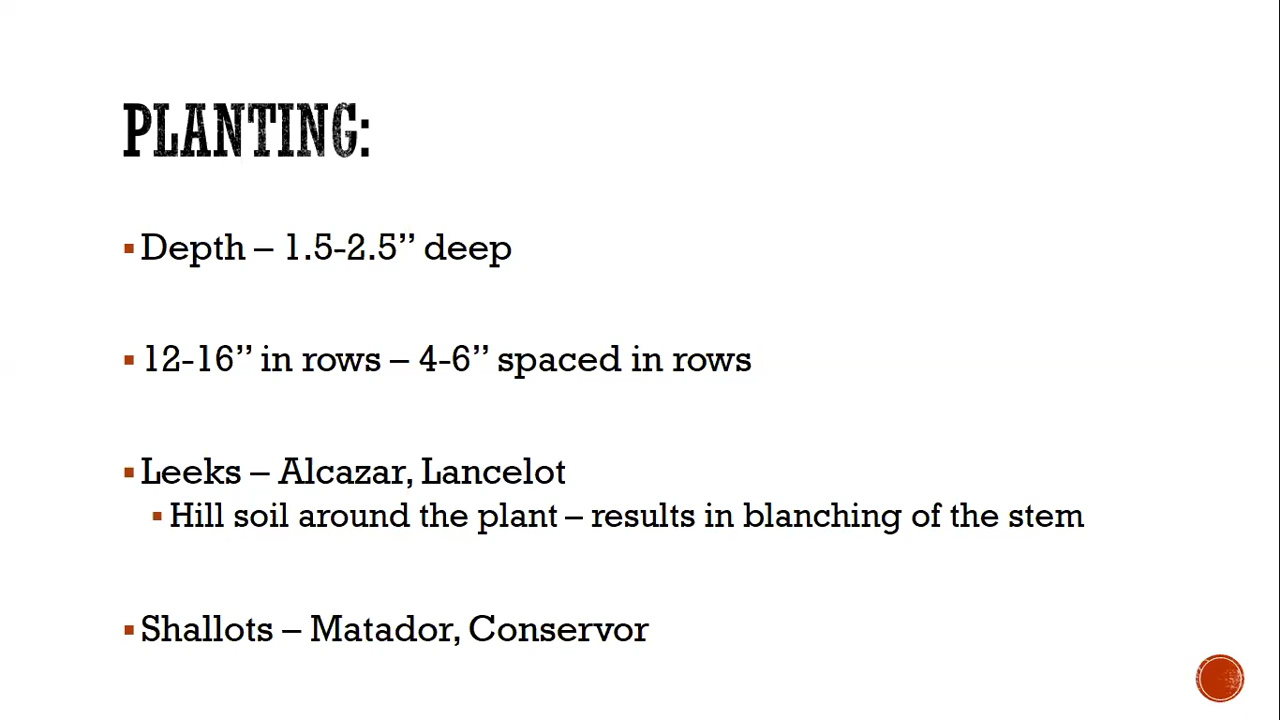 PLANTING:
▪Depth – 1.5-2.5” deep
▪12-16” in rows – 4-6” spaced in rows
▪Leeks – Alcazar, Lancelot
▪Hill soil around the plant – results in blanching of the stem
▪Shallots – Matador, Conservor